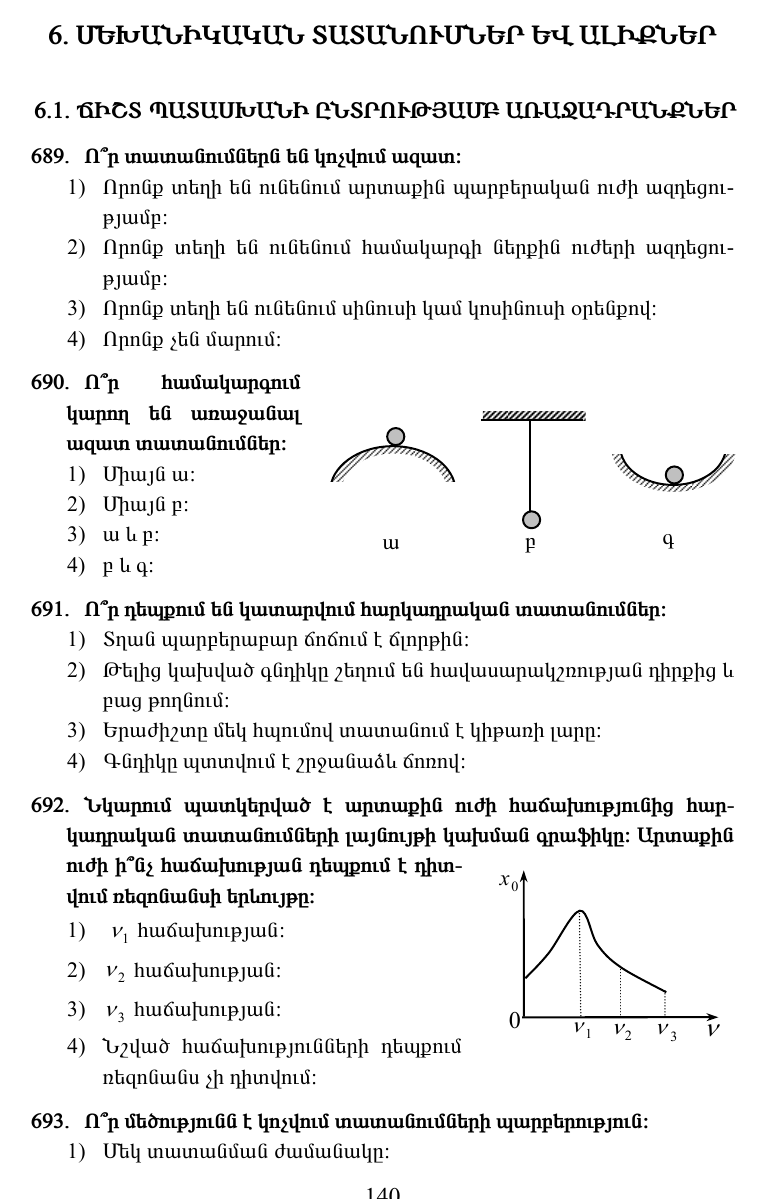 6. ՄԵԽԱՆԻԿԱԿԱՆ ՏԱՏԱՆՈՒՄՆԵՐ ԵՎ ԱԼԻՔՆԵՐ
6.1. ՃԻՇՏ ՊԱՏԱՍԽԱՆԻ ԸՆՏՐՈՒԹՅԱՄԲ ԱՌԱՋԱԴՐԱՆՔՆԵՐ
689. Ո՞ր տատանումներն են կոչվում ազատ:
1) Որոնք տեղի են ունենում արտաքին պարբերական ուժի ազդեցու-
թյամբ:
2) Որոնք տեղի են ունենում համակարգի ներքին ուժերի ազդեցու-
թյամբ:
3) Որոնք տեղի են ունենում սինուսի կամ կոսինուսի օրենքով:
4) Որոնք չեն մարում:
690. Ո՞ր համակարգում
կարող են առաջանալ
ազատ տատանումներ:
1) Միայն ա:
2) Միայն բ:
3) ա և բ:
4) բ և գ:
ա բ գ
691. Ո՞ր դեպքում են կատարվում հարկադրական տատանումներ:
1) Տղան պարբերաբար ճոճում է ճլորթին:
2) Թելից կախված գնդիկը շեղում են հավասարակշռության դիրքից և
բաց թողնում:
3) Երաժիշտը մեկ հպումով տատանում է կիթառի լարը:
4) Գնդիկը պտտվում է շրջանաձև ճոռով:
692. Նկարում պատկերված է արտաքին ուժի հաճախությունից հար-
կադրական տատանումների լայնույթի կախման գրաֆիկը: Արտաքին
ուժի ի՞նչ հաճախության դեպքում է դիտ-
վում ռեզոնանսի երևույթը:
1) ν₁ հաճախության:
2) ν₂ հաճախության:
3) ν₃ հաճախության:
4) Նշված հաճախությունների դեպքում
ռեզոնանս չի դիտվում:
x₀
0 ν₁ ν₂ ν₃ ν
693. Ո՞ր մեծությունն է կոչվում տատանումների պարբերություն:
1) Մեկ տատանման ժամանակը:
140